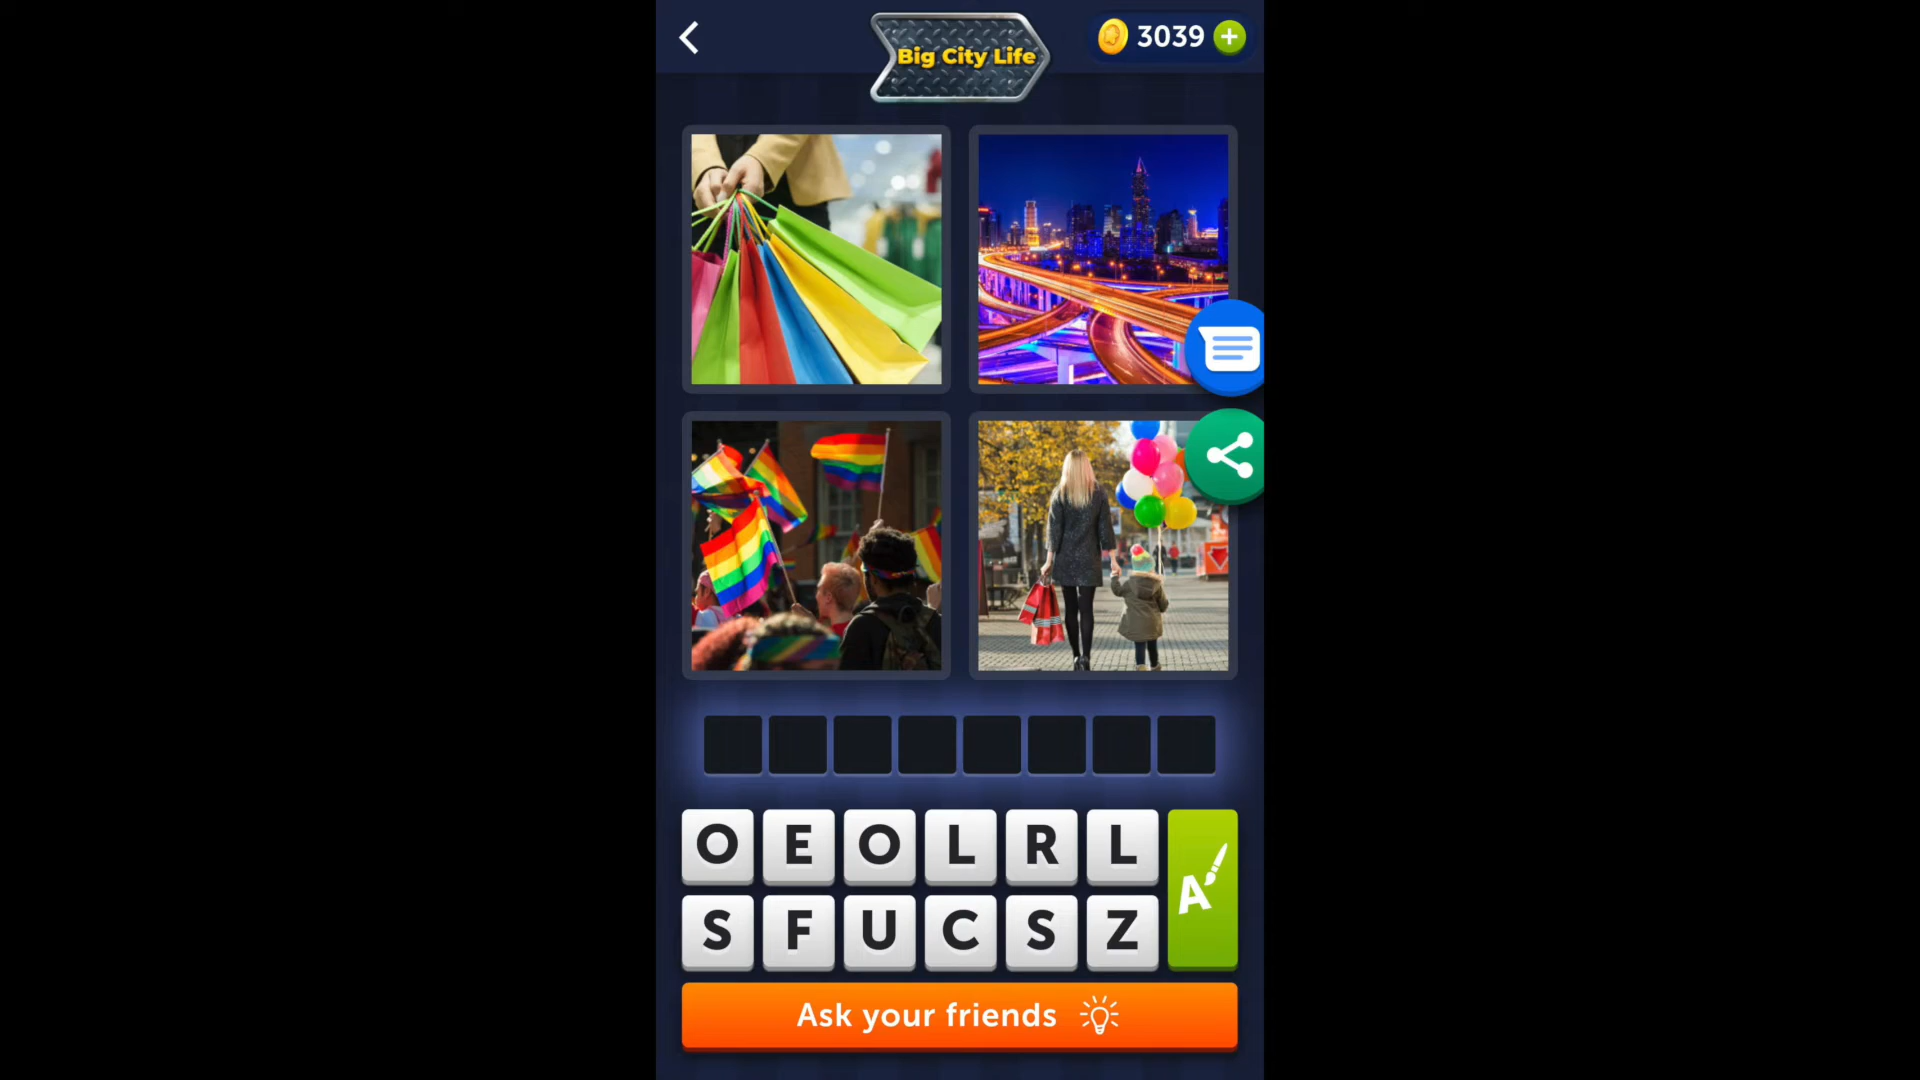 Big City Life
3039 +
O E O L R L
S F U C S Z
A
Ask your friends